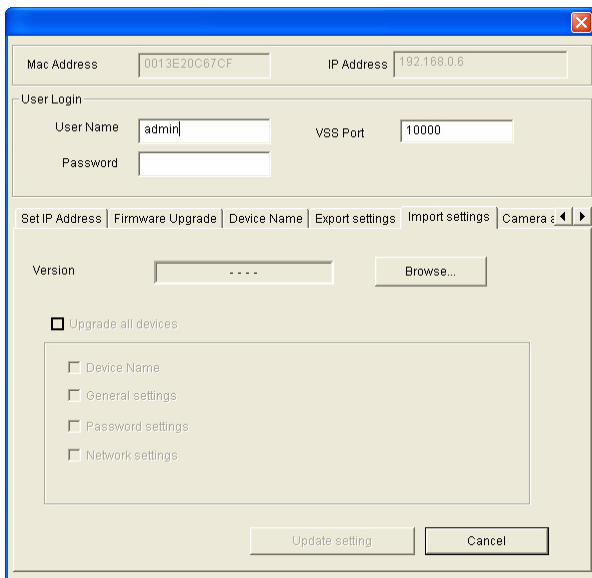 Mac Address 0013E20C67CF IP Address 192.168.0.6
User Login
User Name admin VSS Port 10000
Password
Set IP Address Firmware Upgrade Device Name Export settings Import settings Camera a
Version ---- Browse...
Upgrade all devices
Device Name
General settings
Password settings
Network settings
Update setting Cancel